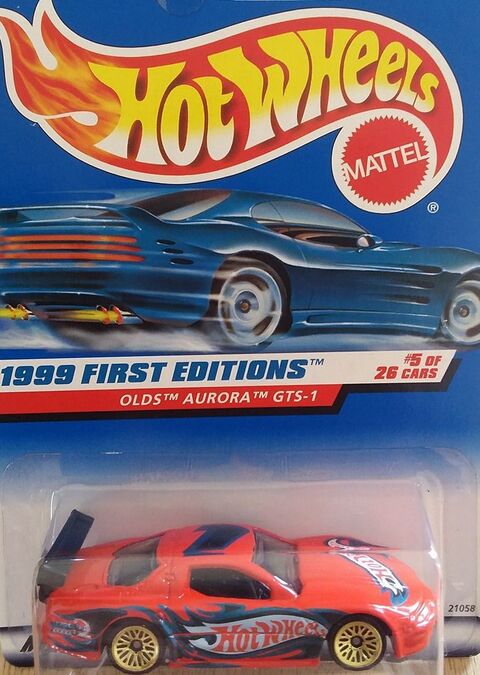 HOT WHEELS
MATTEL
®
1999 FIRST EDITIONS™
#5 OF
26 CARS
OLDS™ AURORA™ GTS-1
21058
HOT WHEELS